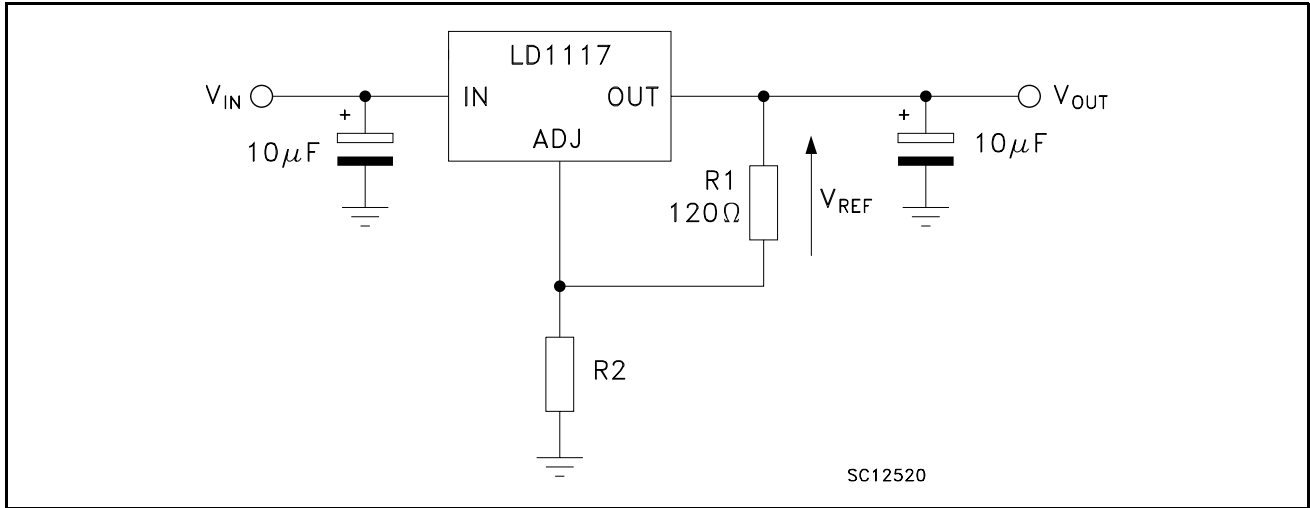 LD1117
V_IN
IN
OUT
V_OUT
+
10μF
ADJ
+
10μF
R1
120Ω
V_REF
R2
SC12520